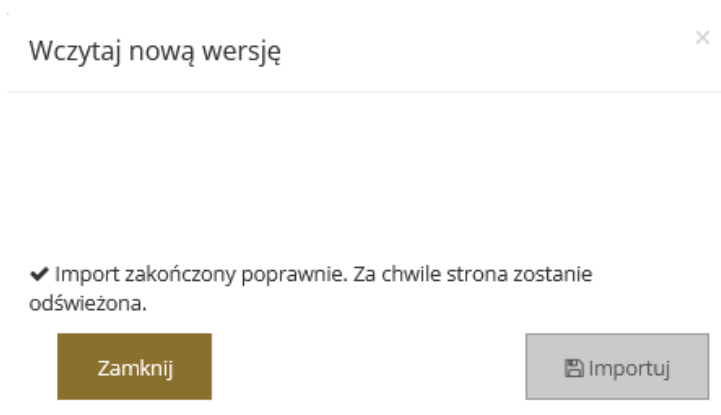 Wczytaj nową wersję
×
✔ Import zakończony poprawnie. Za chwile strona zostanie
odświeżona.
Zamknij
Importuj